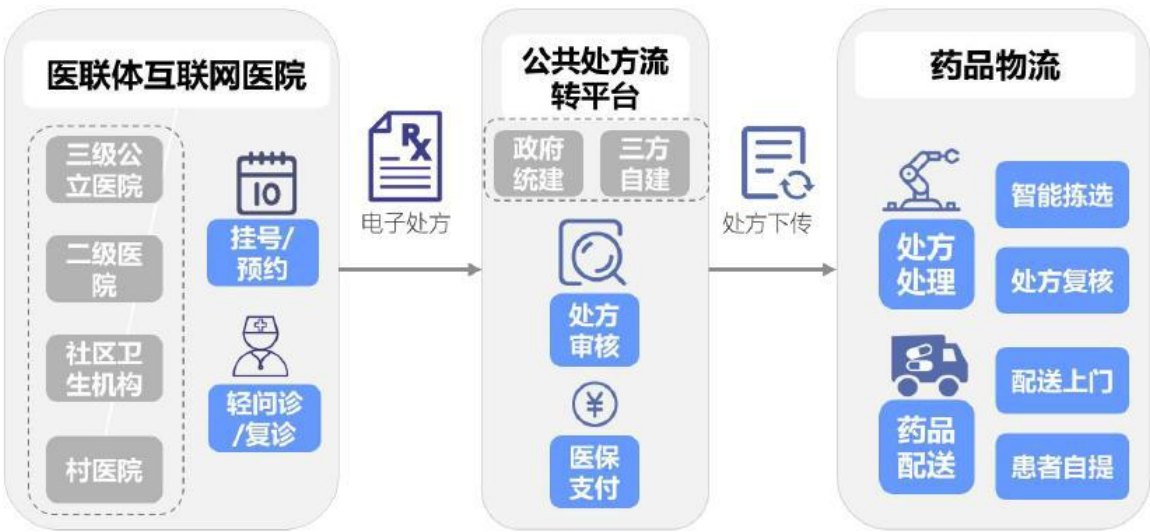 医联体互联网医院
三级公
立医院
二级医
院
社区卫
生机构
村医院
10
挂号/
预约
轻问诊
/复诊
Rx
电子处方
公共处方流
转平台
政府
统建
三方
自建
处方
审核
¥
医保
支付
处方下传
药品物流
处方
处理
智能拣选
处方复核
药品
配送
配送上门
患者自提